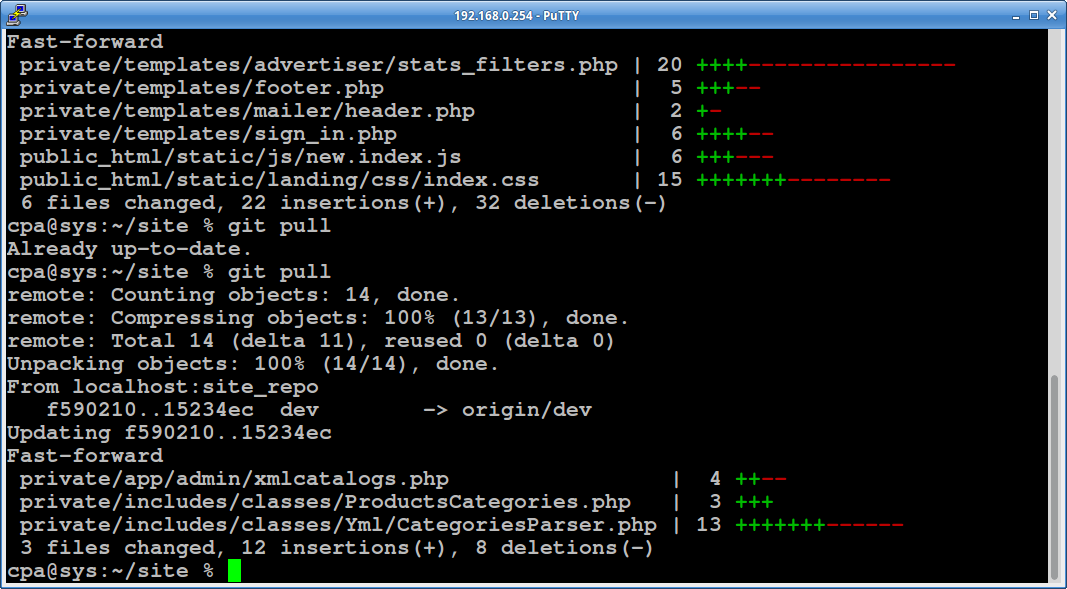 192.168.0.254 - PuTTY
Fast-forward
 private/templates/advertiser/stats_filters.php | 20 ++++----------------
 private/templates/footer.php                   |  5 +++--
 private/templates/mailer/header.php            |  2 +-
 private/templates/sign_in.php                  |  6 ++++--
 public_html/static/js/new.index.js             |  6 +++---
 public_html/static/landing/css/index.css       | 15 +++++++--------
 6 files changed, 22 insertions(+), 32 deletions(-)
cpa@sys:~/site % git pull
Already up-to-date.
cpa@sys:~/site % git pull
remote: Counting objects: 14, done.
remote: Compressing objects: 100% (13/13), done.
remote: Total 14 (delta 11), reused 0 (delta 0)
Unpacking objects: 100% (14/14), done.
From localhost:site_repo
   f590210..15234ec  dev        -> origin/dev
Updating f590210..15234ec
Fast-forward
 private/app/admin/xmlcatalogs.php                 |  4 ++--
 private/includes/classes/ProductsCategories.php   |  3 +++
 private/includes/classes/Yml/CategoriesParser.php | 13 +++++++------
 3 files changed, 12 insertions(+), 8 deletions(-)
cpa@sys:~/site %